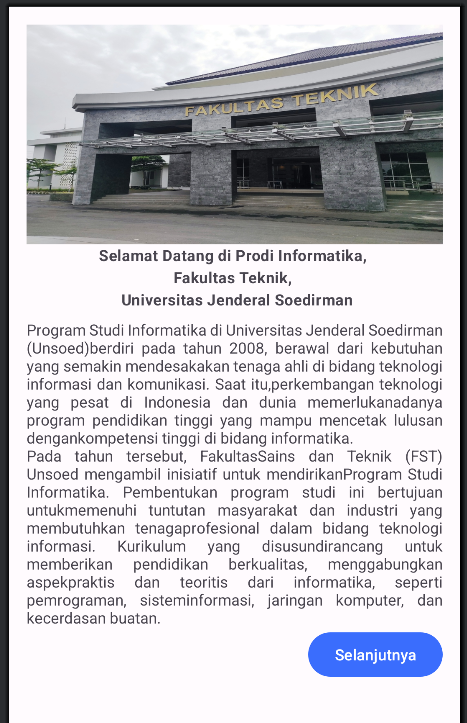 FAKULTAS TEKNIK
Selamat Datang di Prodi Informatika,
Fakultas Teknik,
Universitas Jenderal Soedirman
Program Studi Informatika di Universitas Jenderal Soedirman
(Unsoed)berdiri pada tahun 2008, berawal dari kebutuhan
yang semakin mendesakakan tenaga ahli di bidang teknologi
informasi dan komunikasi. Saat itu,perkembangan teknologi
yang pesat di Indonesia dan dunia memerlukanadanya
program pendidikan tinggi yang mampu mencetak lulusan
dengankompetensi tinggi di bidang informatika.
Pada tahun tersebut, FakultasSains dan Teknik (FST)
Unsoed mengambil inisiatif untuk mendirikanProgram Studi
Informatika. Pembentukan program studi ini bertujuan
untukmemenuhi tuntutan masyarakat dan industri yang
membutuhkan tenagaprofesional dalam bidang teknologi
informasi. Kurikulum yang disusundirancang untuk
memberikan pendidikan berkualitas, menggabungkan
aspekpraktis dan teoritis dari informatika, seperti
pemrograman, sisteminformasi, jaringan komputer, dan
kecerdasan buatan.
Selanjutnya